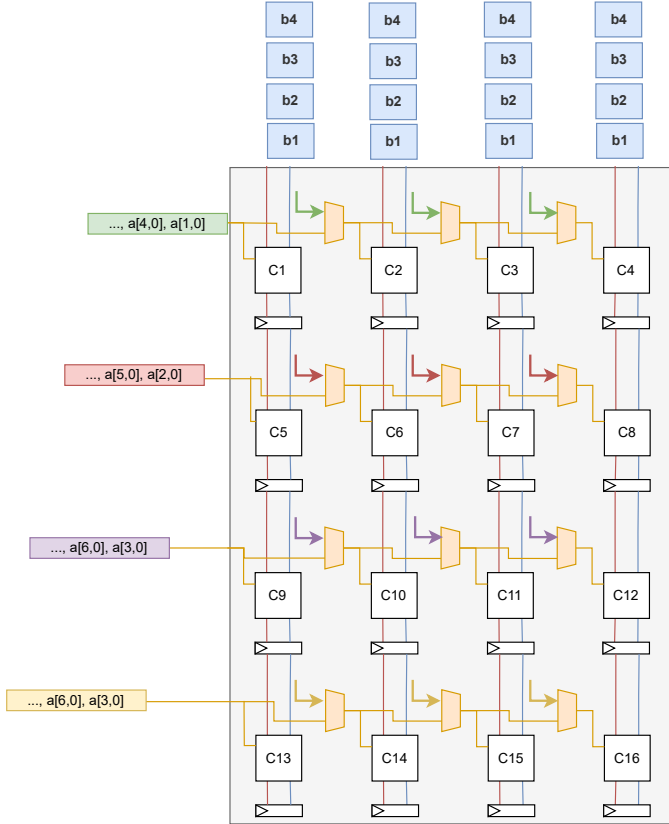 b4 b4 b4 b4
b3 b3 b3 b3
b2 b2 b2 b2
b1 b1 b1 b1
..., a[4,0], a[1,0]
C1 C2 C3 C4
..., a[5,0], a[2,0]
C5 C6 C7 C8
..., a[6,0], a[3,0]
C9 C10 C11 C12
..., a[6,0], a[3,0]
C13 C14 C15 C16